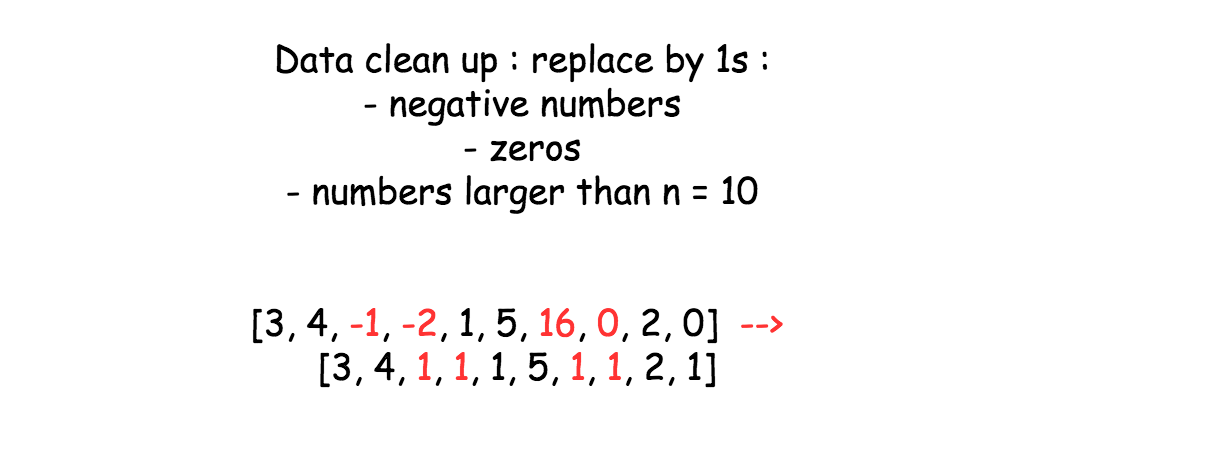 Data clean up : replace by 1s :
- negative numbers
- zeros
- numbers larger than n = 10
[3, 4, -1, -2, 1, 5, 16, 0, 2, 0] -->
[3, 4, 1, 1, 1, 5, 1, 1, 2, 1]